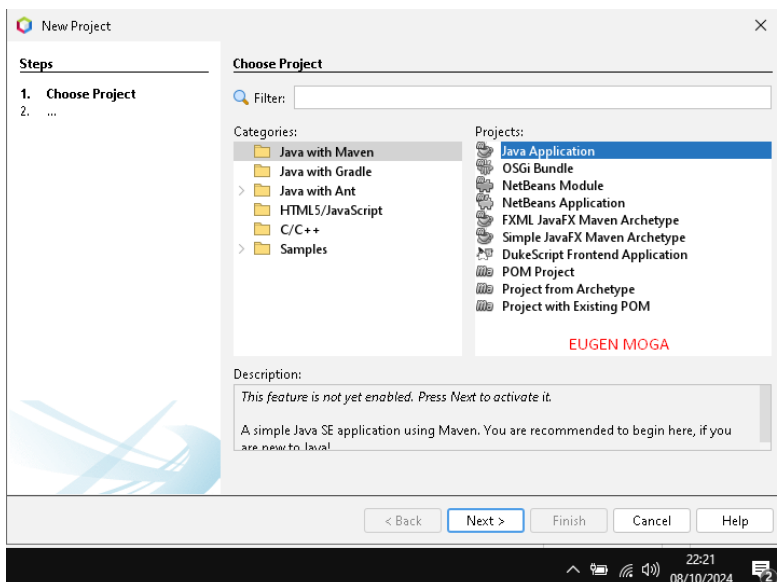 New Project
Steps
1. Choose Project
2. ...
Choose Project
Filter:
Categories:
Java with Maven
Java with Gradle
Java with Ant
HTML5/JavaScript
C/C++
Samples
Projects:
Java Application
OSGi Bundle
NetBeans Module
NetBeans Application
FXML JavaFX Maven Archetype
Simple JavaFX Maven Archetype
DukeScript Frontend Application
POM Project
Project from Archetype
Project with Existing POM
EUGEN MOGA
Description:
This feature is not yet enabled. Press Next to activate it.
A simple Java SE application using Maven. You are recommended to begin here, if you
are new to Java!
< Back
Next >
Finish
Cancel
Help
22:21
08/10/2024
2